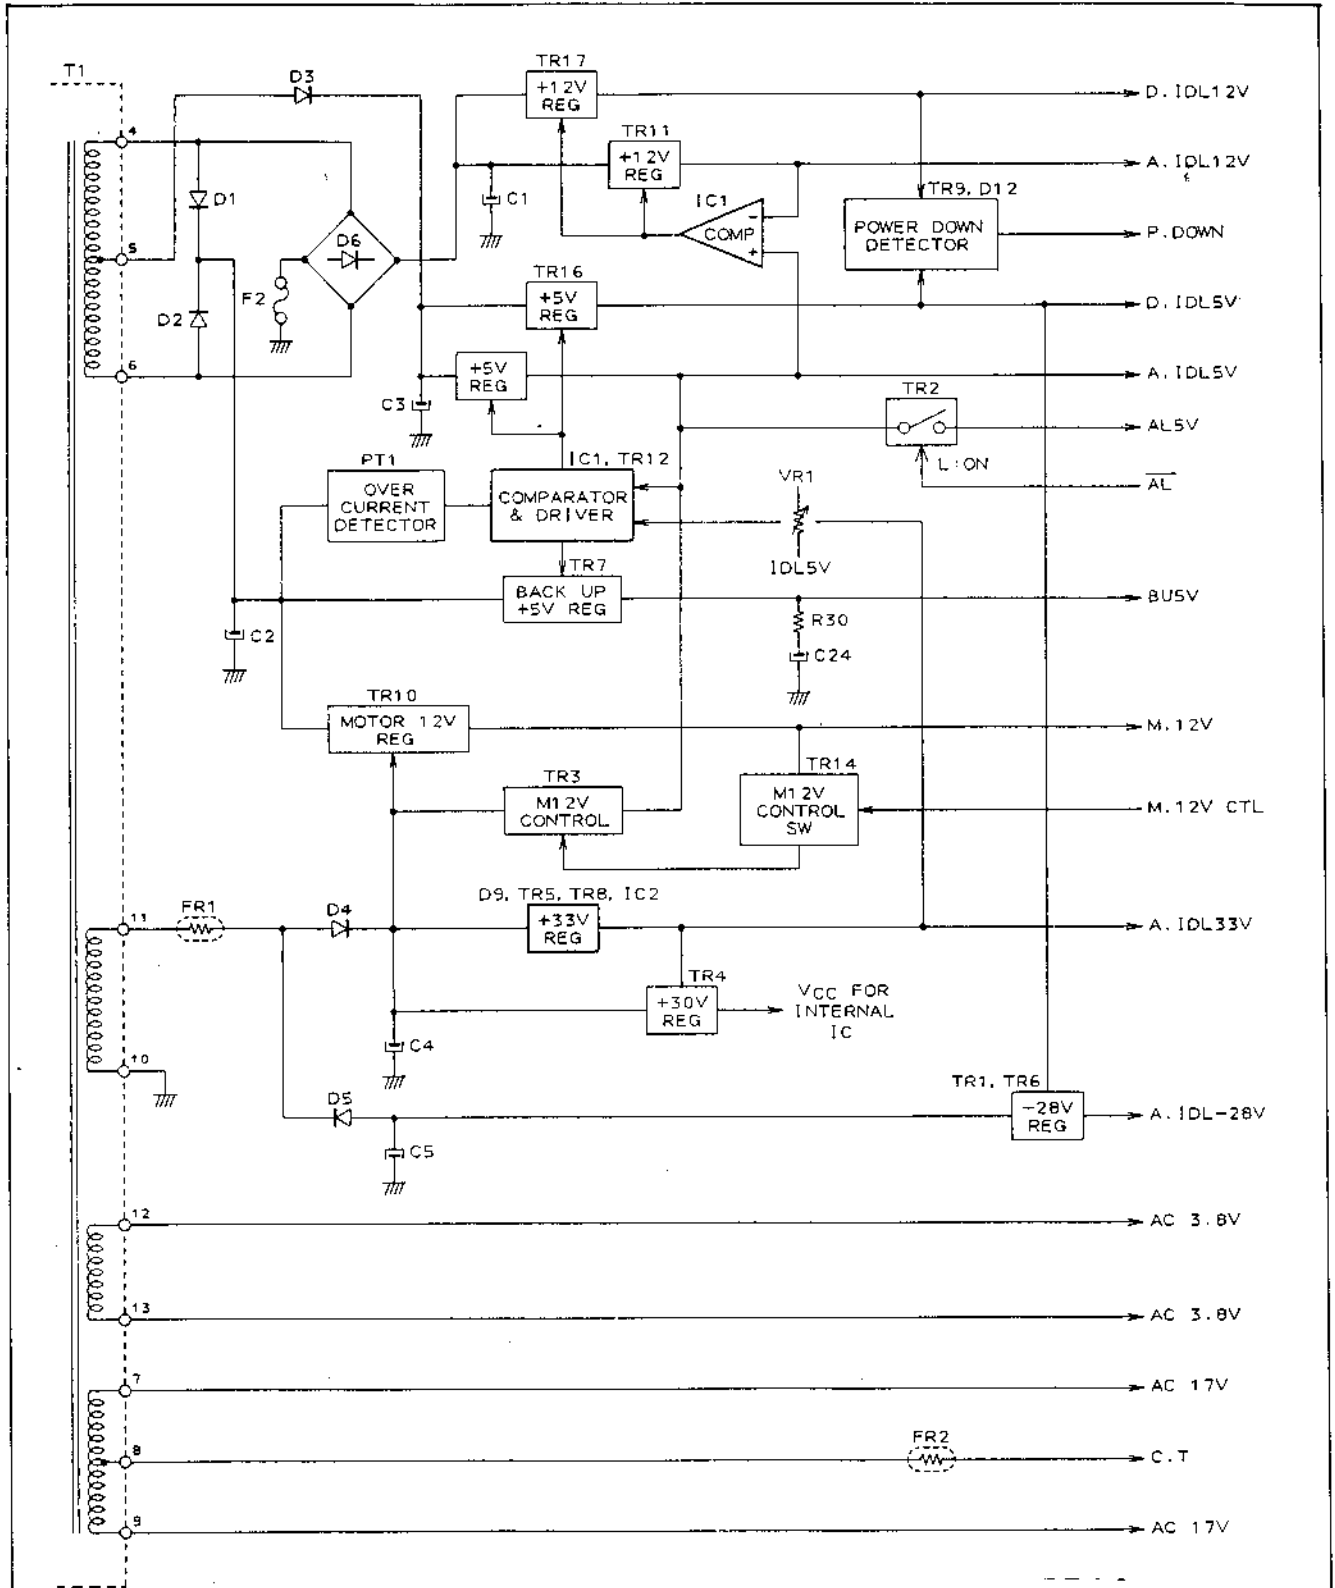 TR17
T1
D3
+12V
REG
D.IDL12V
4
TR11
+12V
REG
A.IDL12V
D1
C1
IC1
TR9, D12
COMP
−
+
POWER DOWN
DETECTOR
P.DOWN
5
D6
TR16
F2
+5V
REG
D.IDL5V
D2
6
+5V
REG
A.IDL5V
C3
TR2
AL5V
PT1
IC1, TR12
L:ON
OVER
CURRENT
DETECTOR
COMPARATOR
& DRIVER
VR1
AL
TR7
IDL5V
BACK UP
+5V REG
BU5V
C2
R30
C24
TR10
MOTOR 12V
REG
M.12V
TR3
TR14
M12V
CONTROL
M12V
CONTROL
SW
M.12V CTL
D9, TR5, TR8, IC2
11
FR1
D4
+33V
REG
A.IDL33V
TR4
+30V
REG
VCC FOR
INTERNAL
IC
C4
10
TR1, TR6
D5
-28V
REG
A.IDL-28V
C5
12
AC 3.8V
13
AC 3.8V
7
AC 17V
8
FR2
C.T
9
AC 17V